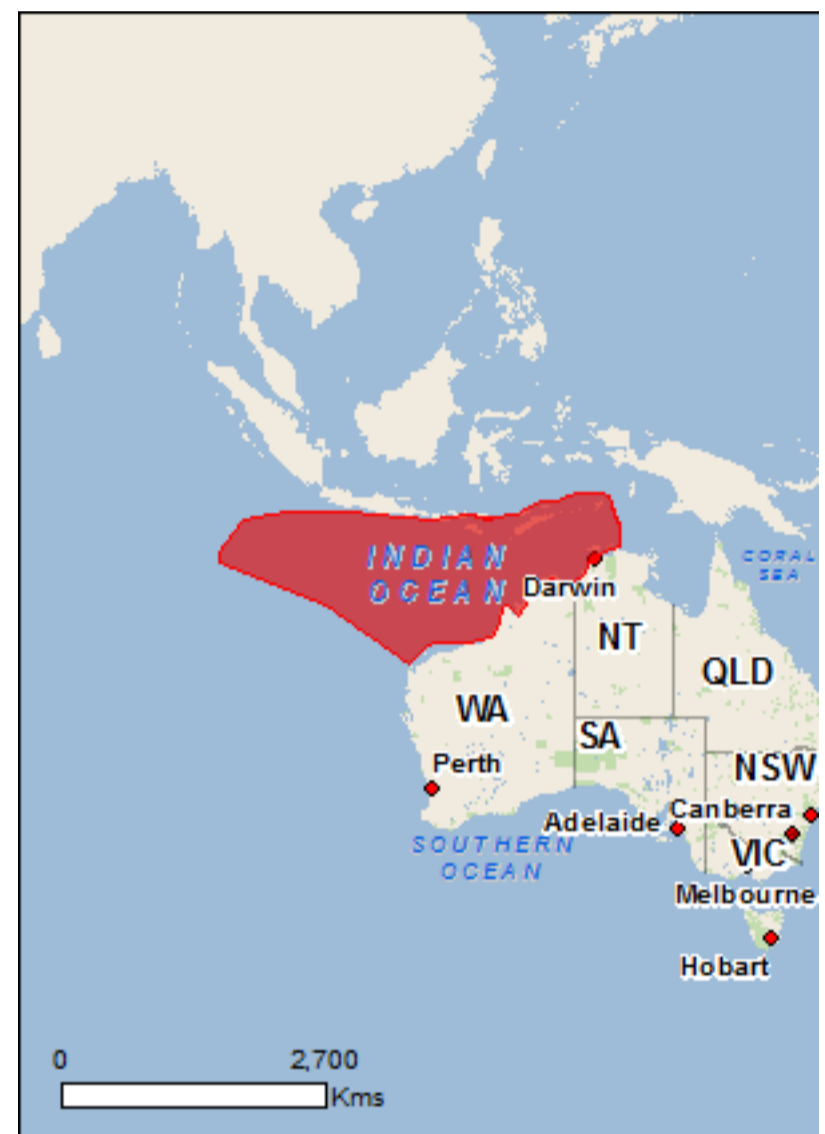 INDIAN
OCEAN
Darwin
CORAL
SEA
NT
QLD
WA
SA
Perth
NSW
Canberra
Adelaide
SOUTHERN
OCEAN
VIC
Melbourne
Hobart
0 2,700
Kms